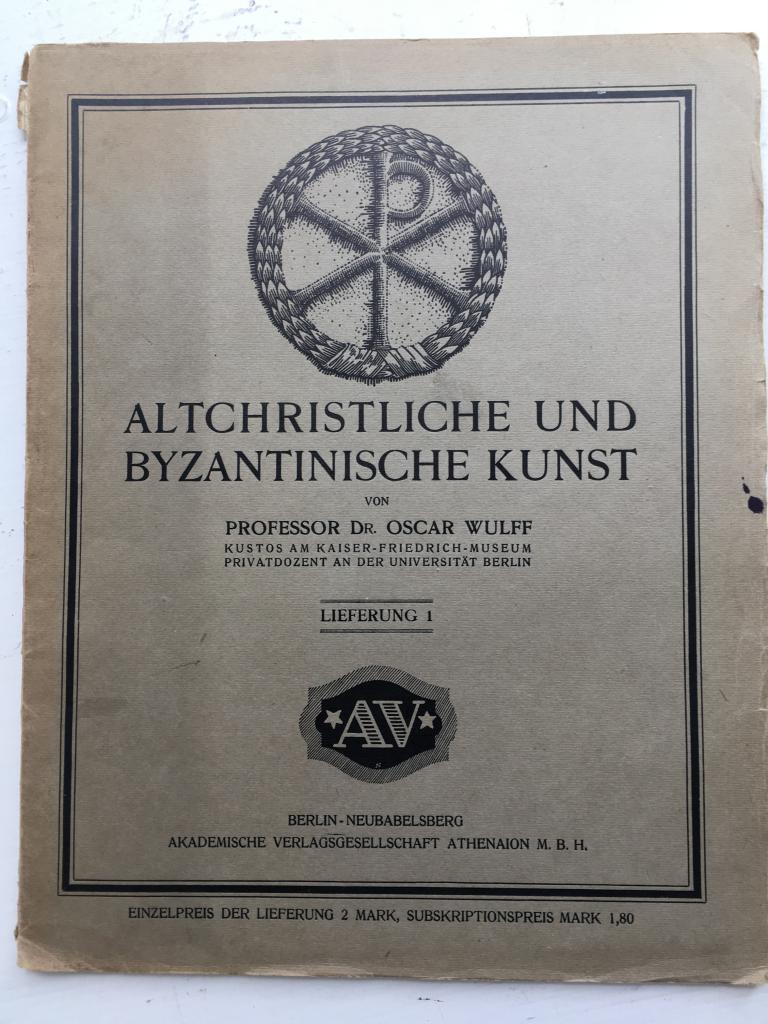 ALTCHRISTLICHE UND
BYZANTINISCHE KUNST
VON
PROFESSOR DR. OSCAR WULFF
KUSTOS AM KAISER-FRIEDRICH-MUSEUM
PRIVATDOZENT AN DER UNIVERSITÄT BERLIN
LIEFERUNG 1
AV
S
BERLIN-NEUBABELSBERG
AKADEMISCHE VERLAGSGESELLSCHAFT ATHENAION M. B. H.
EINZELPREIS DER LIEFERUNG 2 MARK, SUBSKRIPTIONSPREIS MARK 1,80